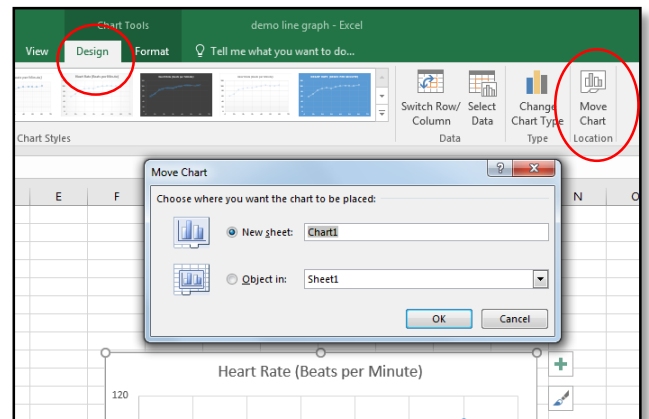 Chart Tools
demo line graph - Excel
View
Design
Format
Tell me what you want to do...
Switch Row/
Column
Select
Data
Change
Chart Type
Move
Chart
Chart Styles
Data
Type
Location
Move Chart
Choose where you want the chart to be placed:
New sheet:
Chart1
Object in:
Sheet1
OK
Cancel
E
F
N
O
Heart Rate (Beats per Minute)
120